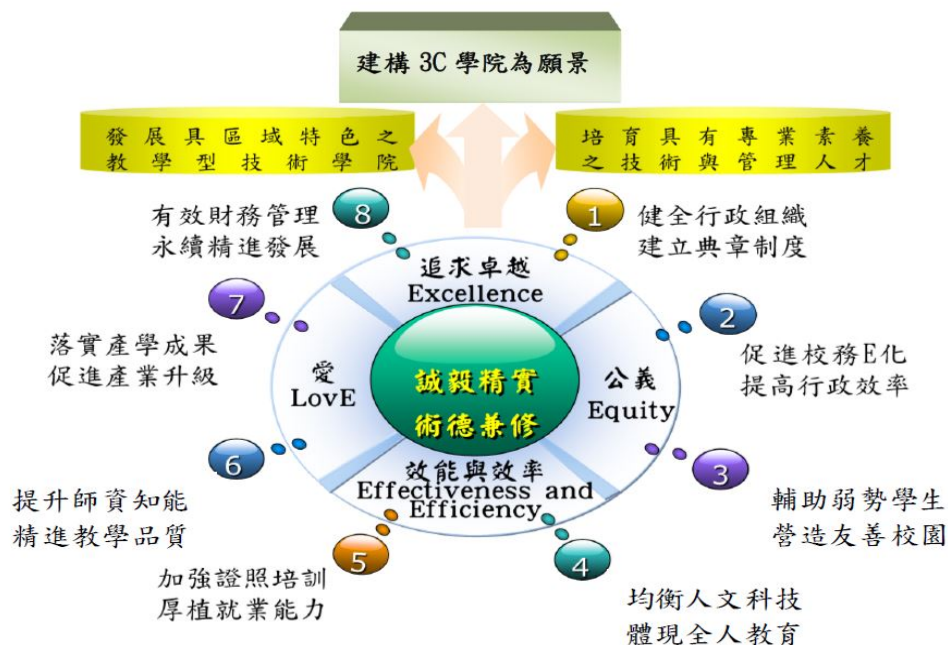 建構 3C 學院為願景
發展具區域特色之
教學型技術學院
培育具有專業素養
之技術與管理人才
8
有效財務管理
永續精進發展
1
健全行政組織
建立典章制度
追求卓越
Excellence
7
落實產學成果
促進產業升級
2
促進校務E化
提高行政效率
愛
LovE
誠毅精實
術德兼修
公義
Equity
效能與效率
Effectiveness and
Efficiency
6
提升師資知能
精進教學品質
3
輔助弱勢學生
營造友善校園
5
加強證照培訓
厚植就業能力
4
均衡人文科技
體現全人教育